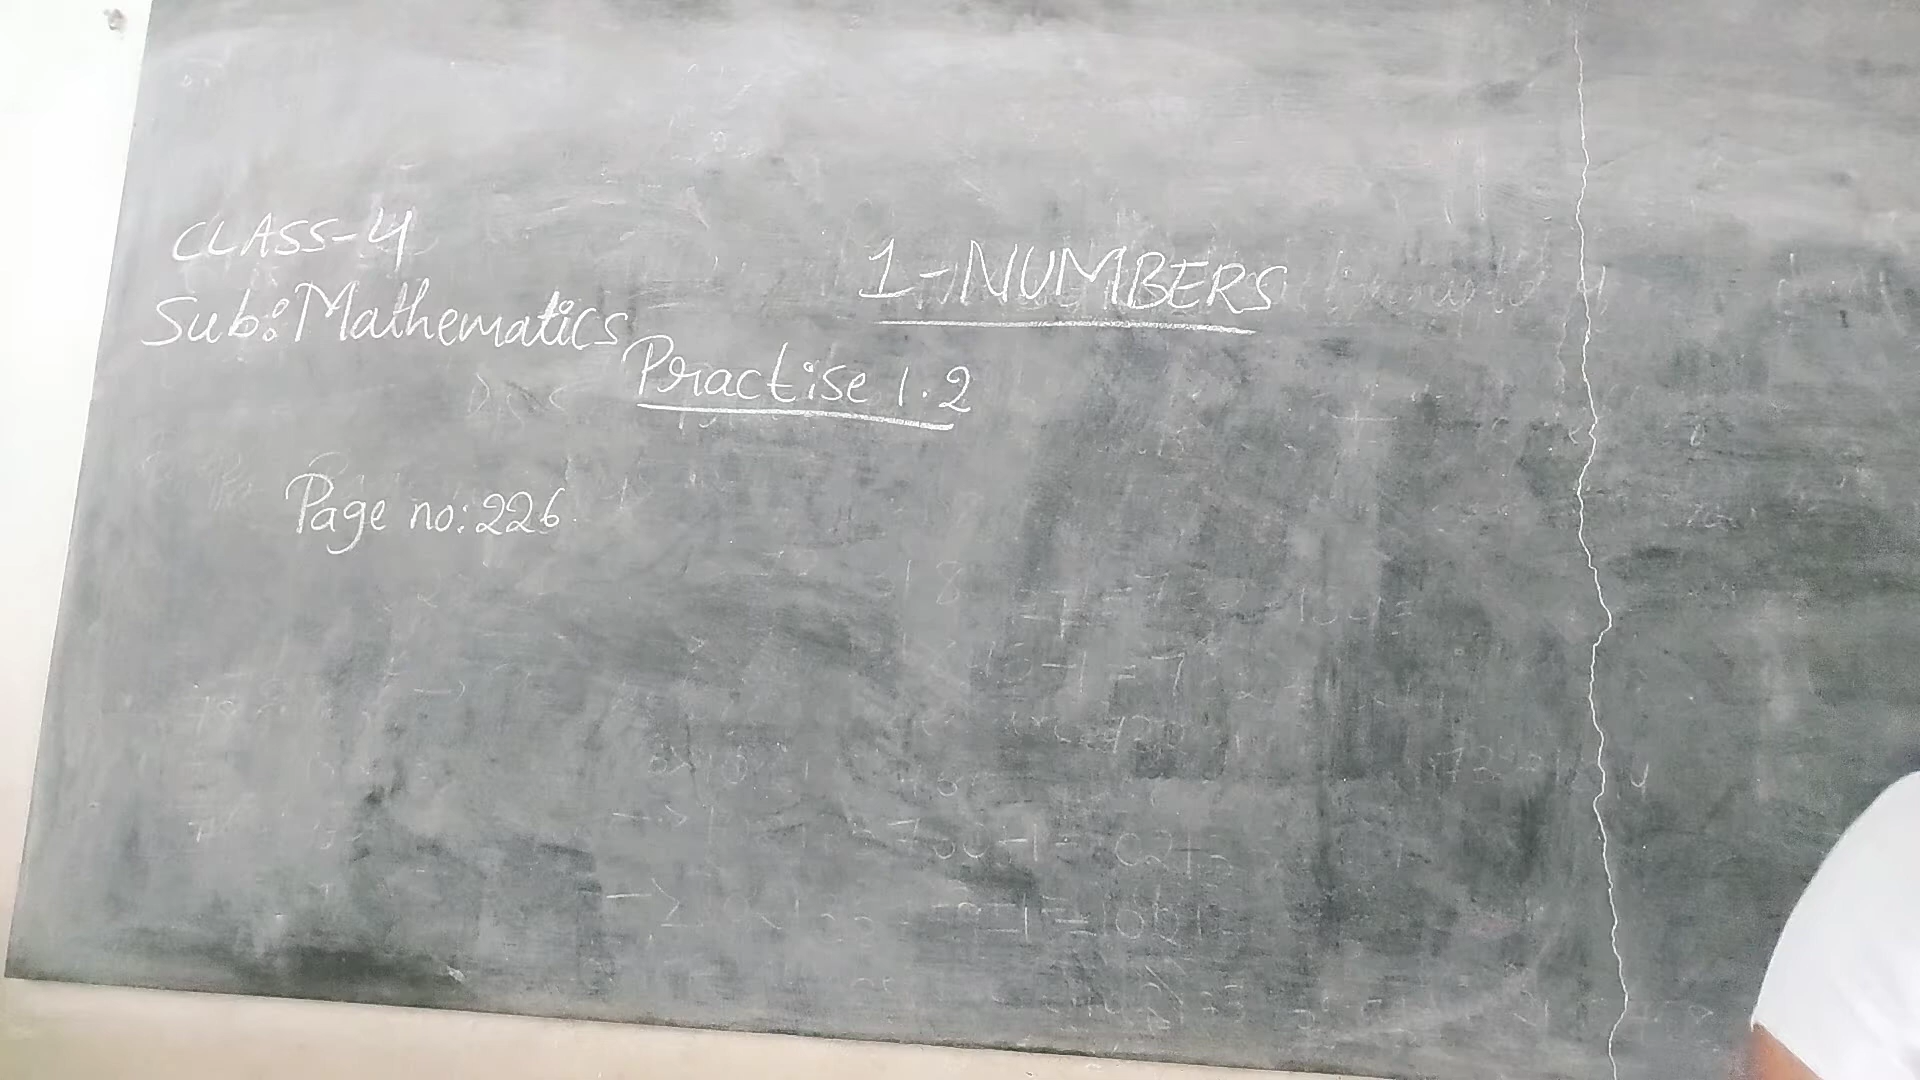 CLASS-4
Sub: Mathematics
1-NUMBERS
Practise 1.2
Page no: 226